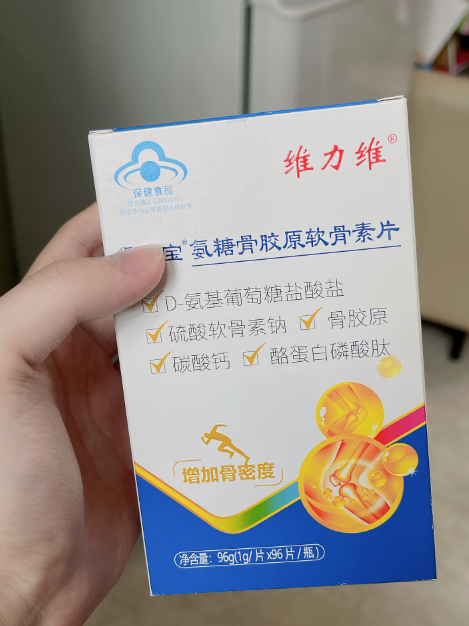 维力维®
保健食品
宝®氨糖骨胶原软骨素片
D-氨基葡萄糖盐酸盐
硫酸软骨素钠 骨胶原
碳酸钙 酪蛋白磷酸肽
增加骨密度
净含量：96g(1g/片x96片/瓶)